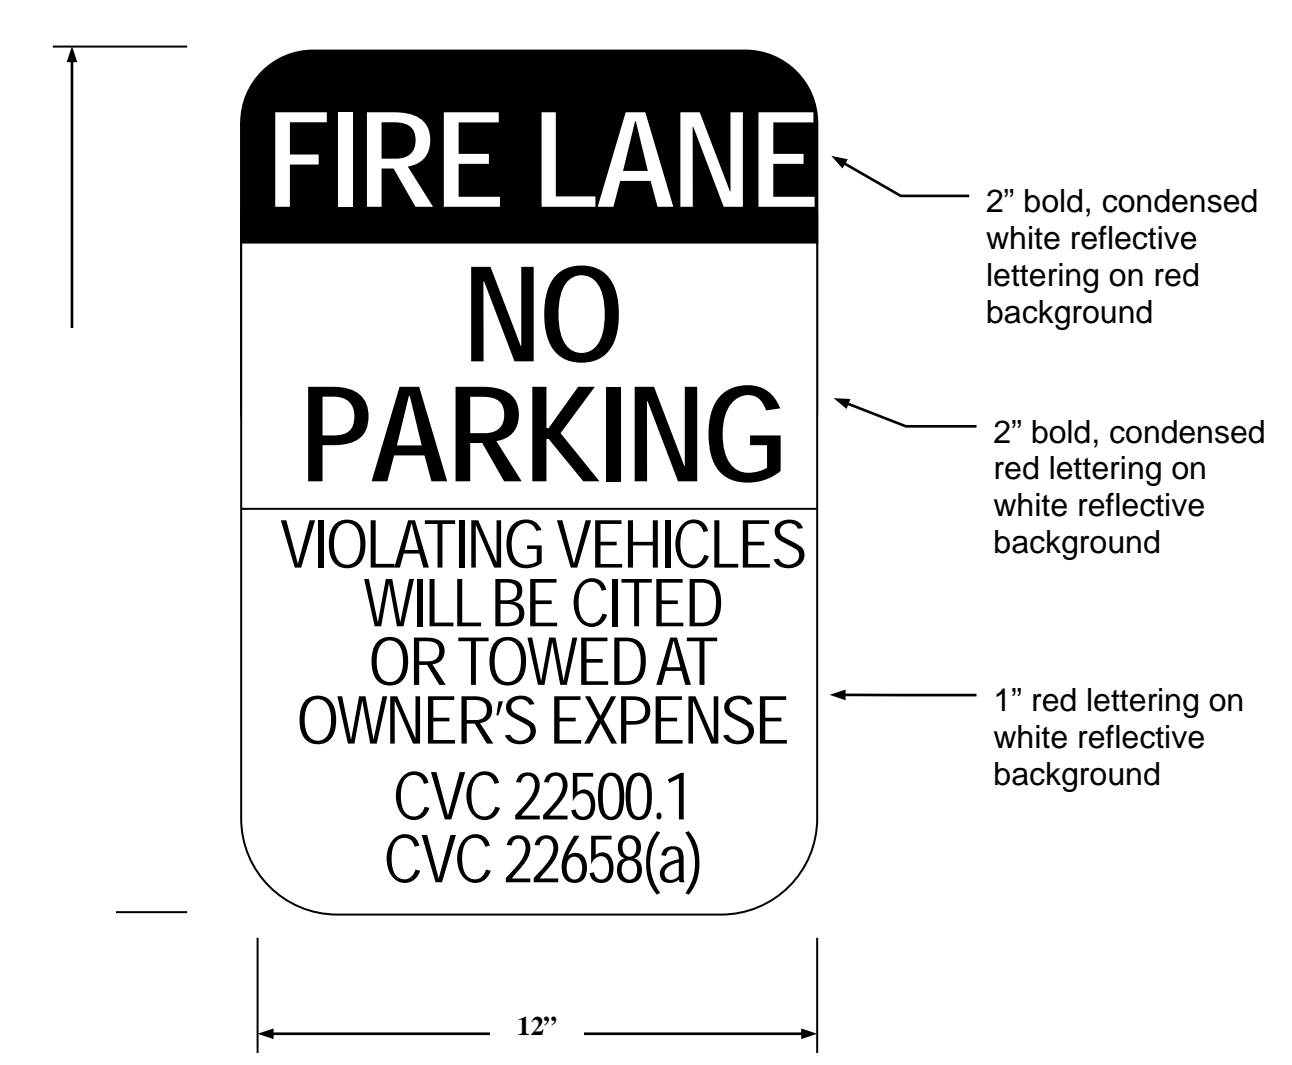 FIRE LANE
NO
PARKING
VIOLATING VEHICLES
WILL BE CITED
OR TOWED AT
OWNER'S EXPENSE
CVC 22500.1
CVC 22658(a)
2” bold, condensed
white reflective
lettering on red
background
2” bold, condensed
red lettering on
white reflective
background
1” red lettering on
white reflective
background
12”